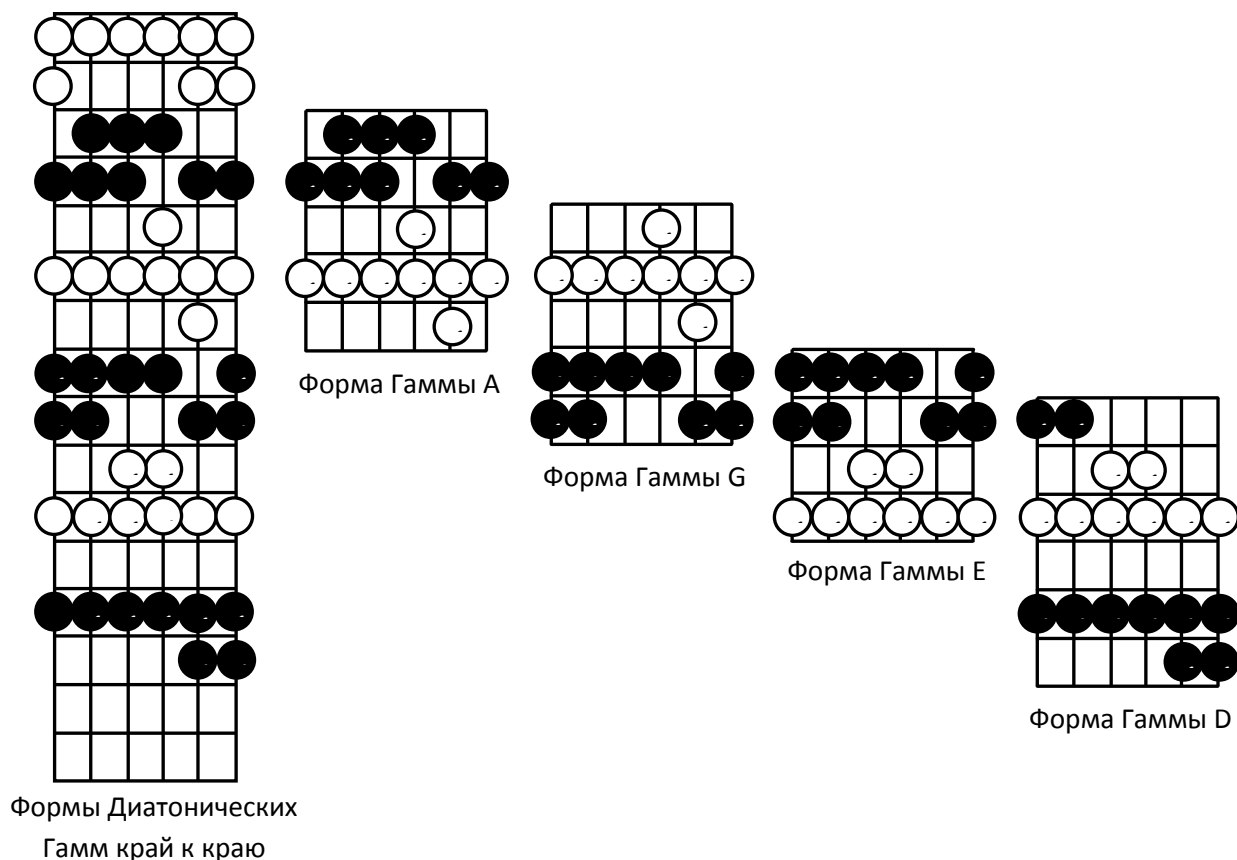 Форма Гаммы A
Форма Гаммы G
Форма Гаммы E
Форма Гаммы D
Формы Диатонических
Гамм край к краю